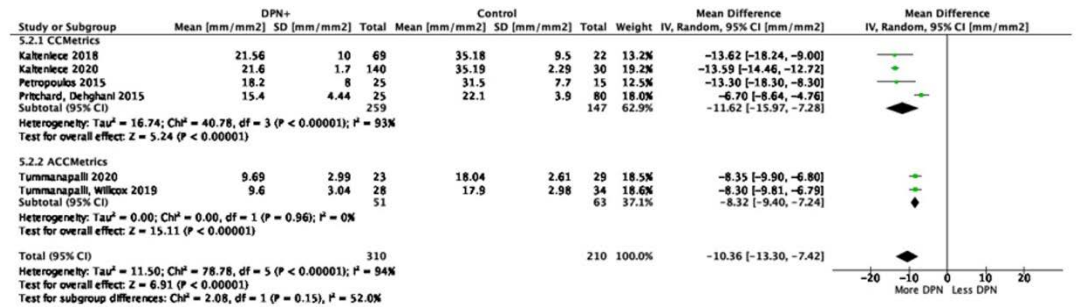 DPN+ Control Mean Difference Mean Difference
Study or Subgroup Mean [mm/mm2] SD [mm/mm2] Total Mean [mm/mm2] SD [mm/mm2] Total Weight IV, Random, 95% CI [mm/mm2] IV, Random, 95% CI [mm/mm2]
5.2.1 CCMetrics
Kalteniece 2018 21.56 10 69 35.18 9.5 22 13.2% −13.62 [−18.24, −9.00]
Kalteniece 2020 21.6 1.7 140 35.19 2.29 30 19.2% −13.59 [−14.46, −12.72]
Petropoulos 2015 18.2 8 25 31.5 7.7 15 12.5% −13.30 [−18.30, −8.30]
Pritchard, Dehghani 2015 15.4 4.44 25 22.1 3.9 80 18.0% −6.70 [−8.64, −4.76]
Subtotal (95% CI) 259 147 62.9% −11.62 [−15.97, −7.28]
Heterogeneity: Tau² = 16.74; Chi² = 40.78, df = 3 (P < 0.00001); I² = 93%
Test for overall effect: Z = 5.24 (P < 0.00001)
5.2.2 ACCMetrics
Tummanapalli 2020 9.69 2.99 23 18.04 2.61 29 18.5% −8.35 [−9.90, −6.80]
Tummanapalli, Willcox 2019 9.6 3.04 28 17.9 2.98 34 18.6% −8.30 [−9.81, −6.79]
Subtotal (95% CI) 51 63 37.1% −8.32 [−9.40, −7.24]
Heterogeneity: Tau² = 0.00; Chi² = 0.00, df = 1 (P = 0.96); I² = 0%
Test for overall effect: Z = 15.11 (P < 0.00001)
Total (95% CI) 310 210 100.0% −10.36 [−13.30, −7.42]
Heterogeneity: Tau² = 11.50; Chi² = 78.78, df = 5 (P < 0.00001); I² = 94%
Test for overall effect: Z = 6.91 (P < 0.00001)
Test for subgroup differences: Chi² = 2.08, df = 1 (P = 0.15), I² = 52.0%
−20 −10 0 10 20
More DPN Less DPN